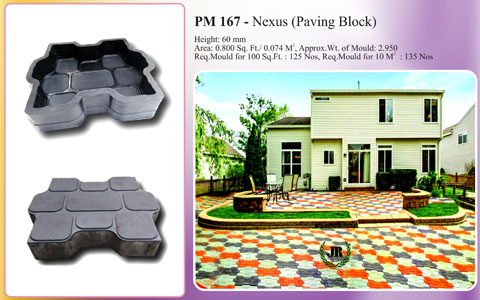 PM 167 - Nexus (Paving Block)
Height: 60 mm
Area: 0.800 Sq. Ft./ 0.074 M², Approx.Wt. of Mould: 2.950
Req.Mould for 100 Sq.Ft. : 125 Nos, Req.Mould for 10 M² : 135 Nos
JR